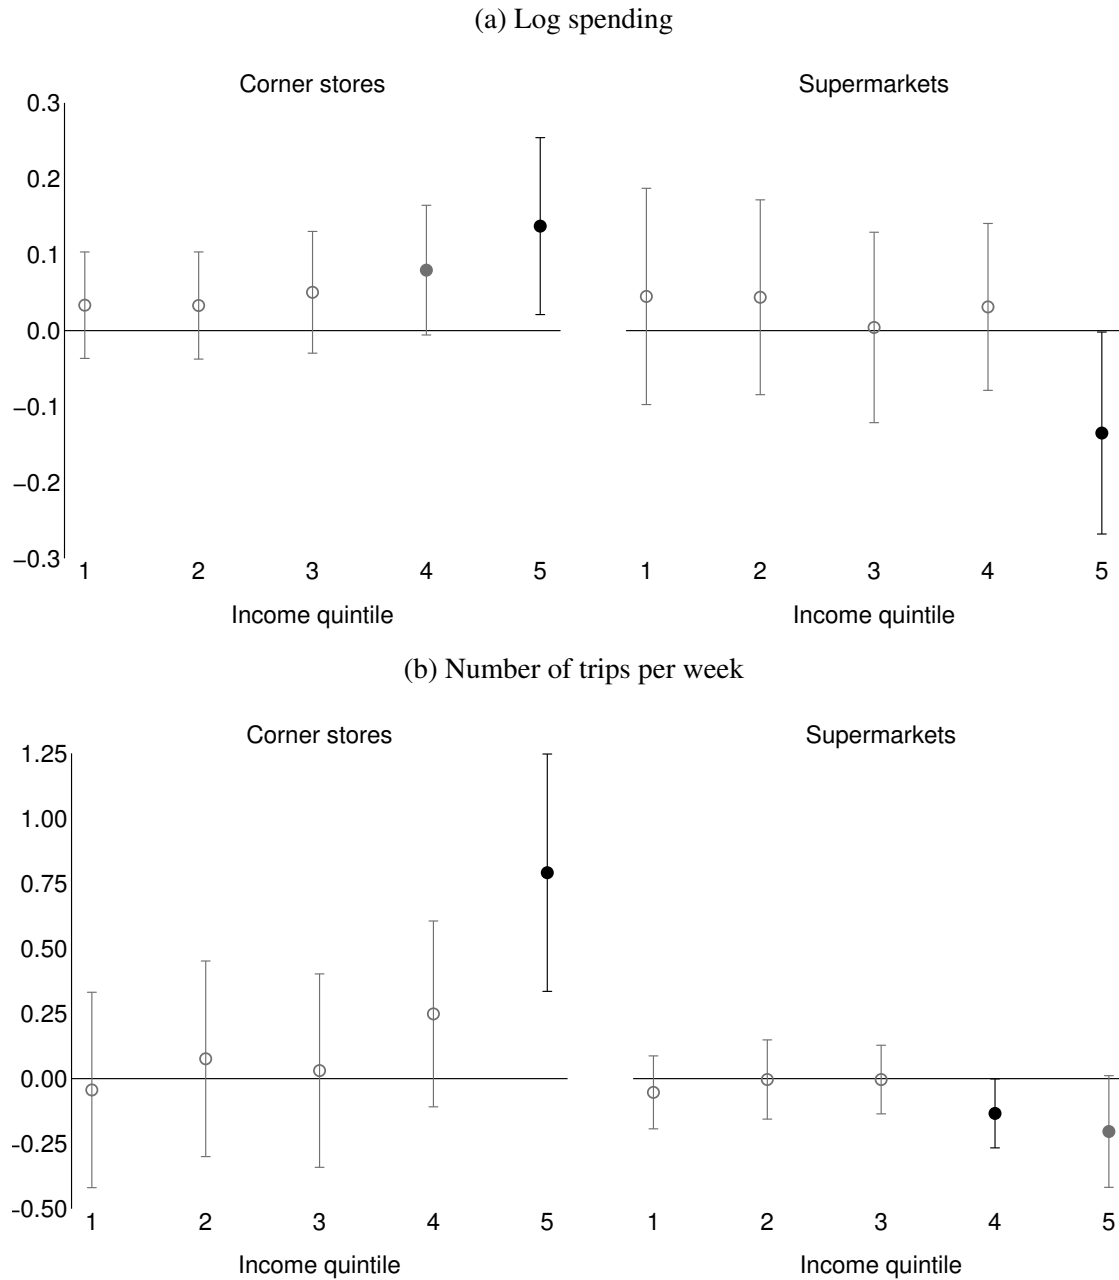 (a) Log spending
Corner stores
Supermarkets
0.3
0.2
0.1
0.0
−0.1
−0.2
−0.3
1 2 3 4 5
1 2 3 4 5
Income quintile
Income quintile
(b) Number of trips per week
Corner stores
Supermarkets
1.25
1.00
0.75
0.50
0.25
0.00
−0.25
−0.50
1 2 3 4 5
1 2 3 4 5
Income quintile
Income quintile